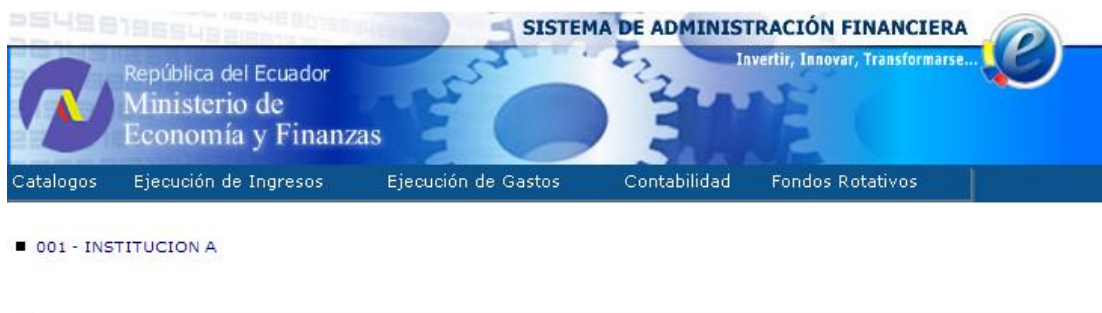 SISTEMA DE ADMINISTRACIÓN FINANCIERA
Invertir, Innovar, Transformarse...
e
República del Ecuador
Ministerio de
Economía y Finanzas
Catalogos Ejecución de Ingresos Ejecución de Gastos Contabilidad Fondos Rotativos
001 - INSTITUCION A